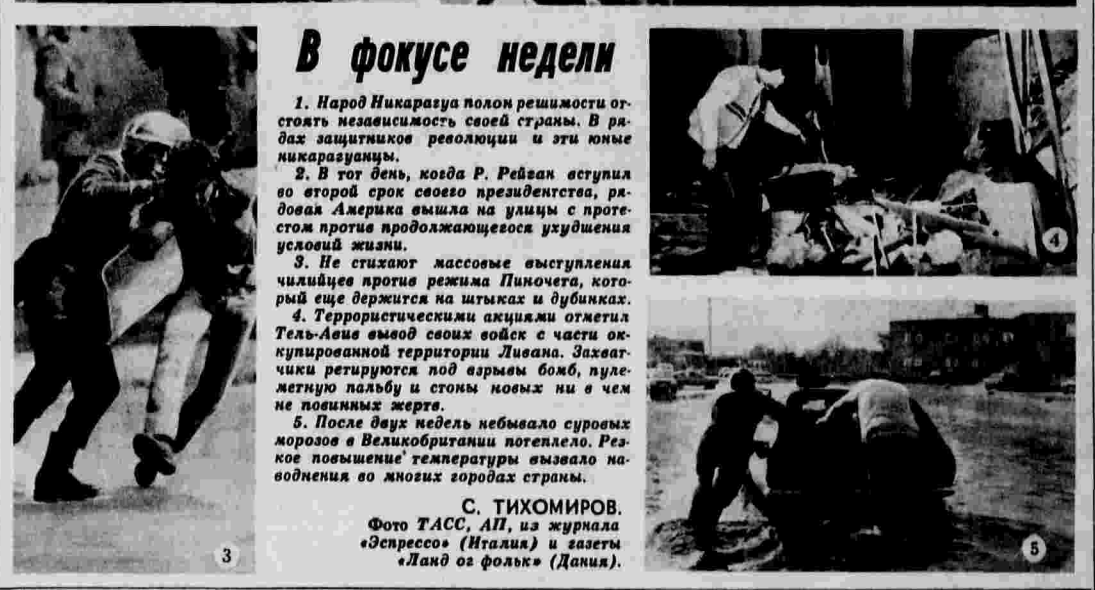 В фокусе недели
1. Народ Никарагуа полон решимости от-
стоять независимость своей страны. В ря-
дах защитников революции и эти юные
никарагуанцы.
2. В тот день, когда Р. Рейган вступил
во второй срок своего президентства, ря-
довая Америка вышла на улицы с проте-
стом против продолжающегося ухудшения
условий жизни.
3. Не стихают массовые выступления
чилийцев против режима Пиночета, кото-
рый еще держится на штыках и дубинках.
4. Террористическими акциями отметил
Тель-Авив вывод своих войск с части ок-
купированной территории Ливана. Захват-
чики ретируются под взрывы бомб, пуле-
метную пальбу и стоны новых ни в чем
не повинных жертв.
5. После двух недель небывало суровых
морозов в Великобритании потеплело. Рез-
кое повышение температуры вызвало на-
воднения во многих городах страны.
С. ТИХОМИРОВ.
Фото ТАСС, АП, из журнала
«Эспрессо» (Италия) и газеты
«Ланд ог фольк» (Дания).
3
4
5